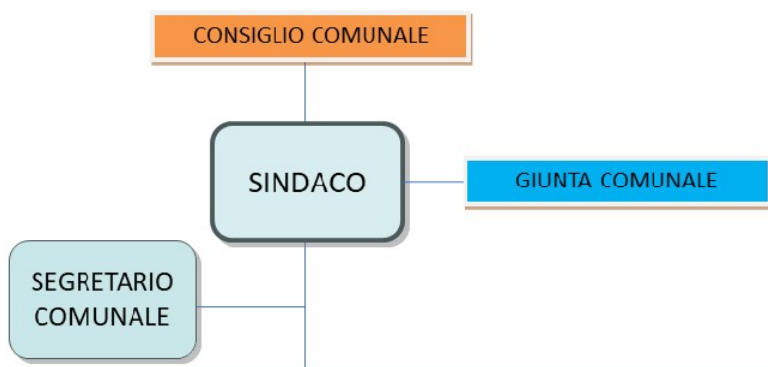 CONSIGLIO COMUNALE
SINDACO
GIUNTA COMUNALE
SEGRETARIO
COMUNALE